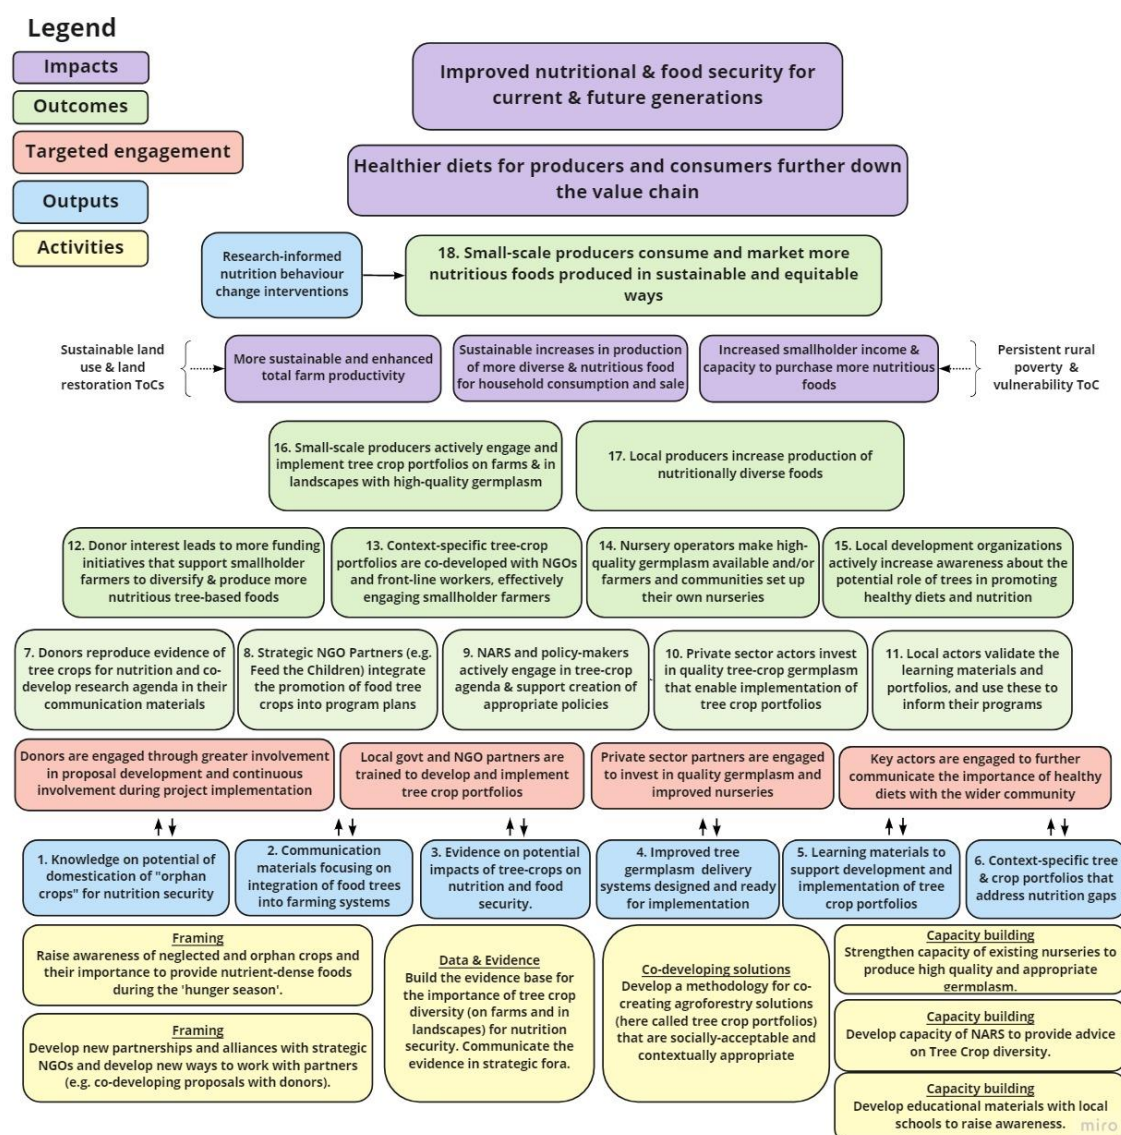 Legend
Impacts
Outcomes
Targeted engagement
Outputs
Activities
Improved nutritional & food security for
current & future generations
Healthier diets for producers and consumers further down
the value chain
Research-informed
nutrition behaviour
change interventions
18. Small-scale producers consume and market more
nutritious foods produced in sustainable and equitable
ways
Sustainable land
use & land
restoration ToCs
More sustainable and enhanced
total farm productivity
Sustainable increases in production
of more diverse & nutritious food
for household consumption and sale
Increased smallholder income &
capacity to purchase more nutritious
foods
Persistent rural
poverty &
vulnerability ToC
16. Small-scale producers actively engage and
implement tree crop portfolios on farms & in
landscapes with high-quality germplasm
17. Local producers increase production of
nutritionally diverse foods
12. Donor interest leads to more funding
initiatives that support smallholder
farmers to diversify & produce more
nutritious tree-based foods
13. Context-specific tree-crop
portfolios are co-developed with NGOs
and front-line workers, effectively
engaging smallholder farmers
14. Nursery operators make high-
quality germplasm available and/or
farmers and communities set up
their own nurseries
15. Local development organizations
actively increase awareness about the
potential role of trees in promoting
healthy diets and nutrition
7. Donors reproduce evidence of
tree crops for nutrition and co-
develop research agenda in their
communication materials
8. Strategic NGO Partners (e.g.
Feed the Children) integrate
the promotion of food tree
crops into program plans
9. NARS and policy-makers
actively engage in tree-crop
agenda & support creation of
appropriate policies
10. Private sector actors invest
in quality tree-crop germplasm
that enable implementation of
tree crop portfolios
11. Local actors validate the
learning materials and
portfolios, and use these to
inform their programs
Donors are engaged through greater involvement
in proposal development and continuous
involvement during project implementation
Local govt and NGO partners are
trained to develop and implement
tree crop portfolios
Private sector partners are engaged
to invest in quality germplasm and
improved nurseries
Key actors are engaged to further
communicate the importance of healthy
diets with the wider community
1. Knowledge on potential of
domestication of "orphan
crops" for nutrition security
2. Communication
materials focusing on
integration of food trees
into farming systems
3. Evidence on potential
impacts of tree-crops on
nutrition and food
security.
4. Improved tree
germplasm delivery
systems designed and ready
for implementation
5. Learning materials to
support development and
implementation of tree
crop portfolios
6. Context-specific tree
& crop portfolios that
address nutrition gaps
Framing
Raise awareness of neglected and orphan crops and
their importance to provide nutrient-dense foods
during the 'hunger season'.
Framing
Develop new partnerships and alliances with strategic
NGOs and develop new ways to work with partners
(e.g. co-developing proposals with donors).
Data & Evidence
Build the evidence base for
the importance of tree crop
diversity (on farms and in
landscapes) for nutrition
security. Communicate the
evidence in strategic fora.
Co-developing solutions
Develop a methodology for co-
creating agroforestry solutions
(here called tree crop portfolios)
that are socially-acceptable and
contextually appropriate
Capacity building
Strengthen capacity of existing nurseries to
produce high quality and appropriate
germplasm.
Capacity building
Develop capacity of NARS to provide advice
on Tree Crop diversity.
Capacity building
Develop educational materials with local
schools to raise awareness.
miro